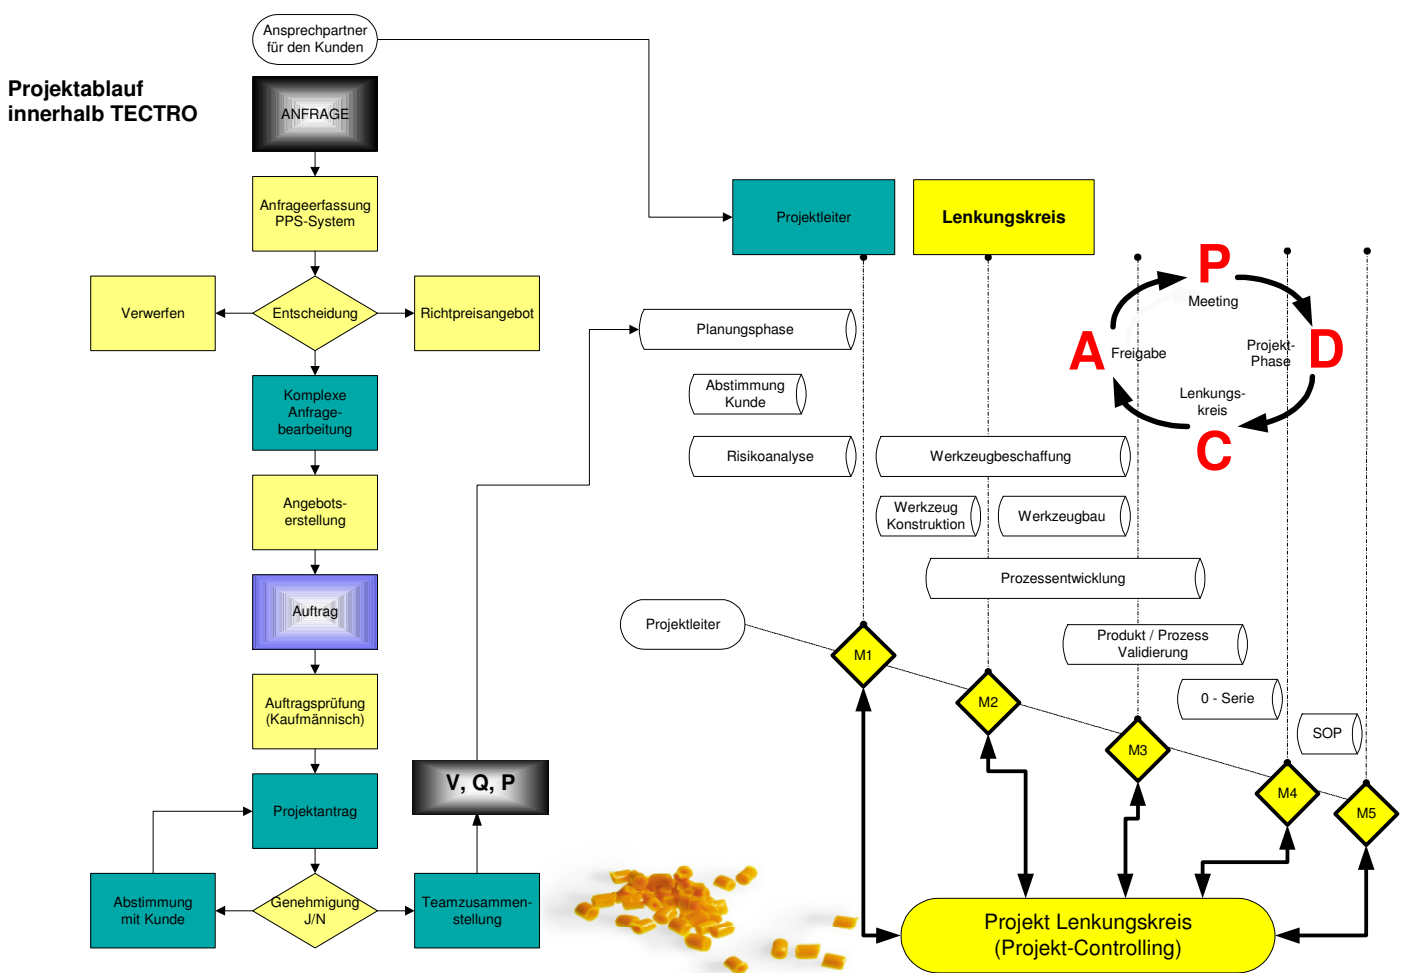 Ansprechpartner
für den Kunden
Projektablauf
innerhalb TECTRO
ANFRAGE
Anfrageerfassung
PPS-System
Verwerfen
Entscheidung
Richtpreisangebot
Komplexe
Anfrage-
bearbeitung
Angebots-
erstellung
Auftrag
Auftragsprüfung
(Kaufmännisch)
Projektantrag
Abstimmung
mit Kunde
Genehmigung
J/N
Teamzusammen-
stellung
V, Q, P
Projektleiter
Lenkungskreis
P
Meeting
A
Freigabe
Projekt-
Phase
D
Lenkungs-
kreis
C
Planungsphase
Abstimmung
Kunde
Risikoanalyse
Werkzeugbeschaffung
Werkzeug
Konstruktion
Werkzeugbau
Prozessentwicklung
Projektleiter
Produkt / Prozess
Validierung
0 - Serie
SOP
M1
M2
M3
M4
M5
Projekt Lenkungskreis
(Projekt-Controlling)